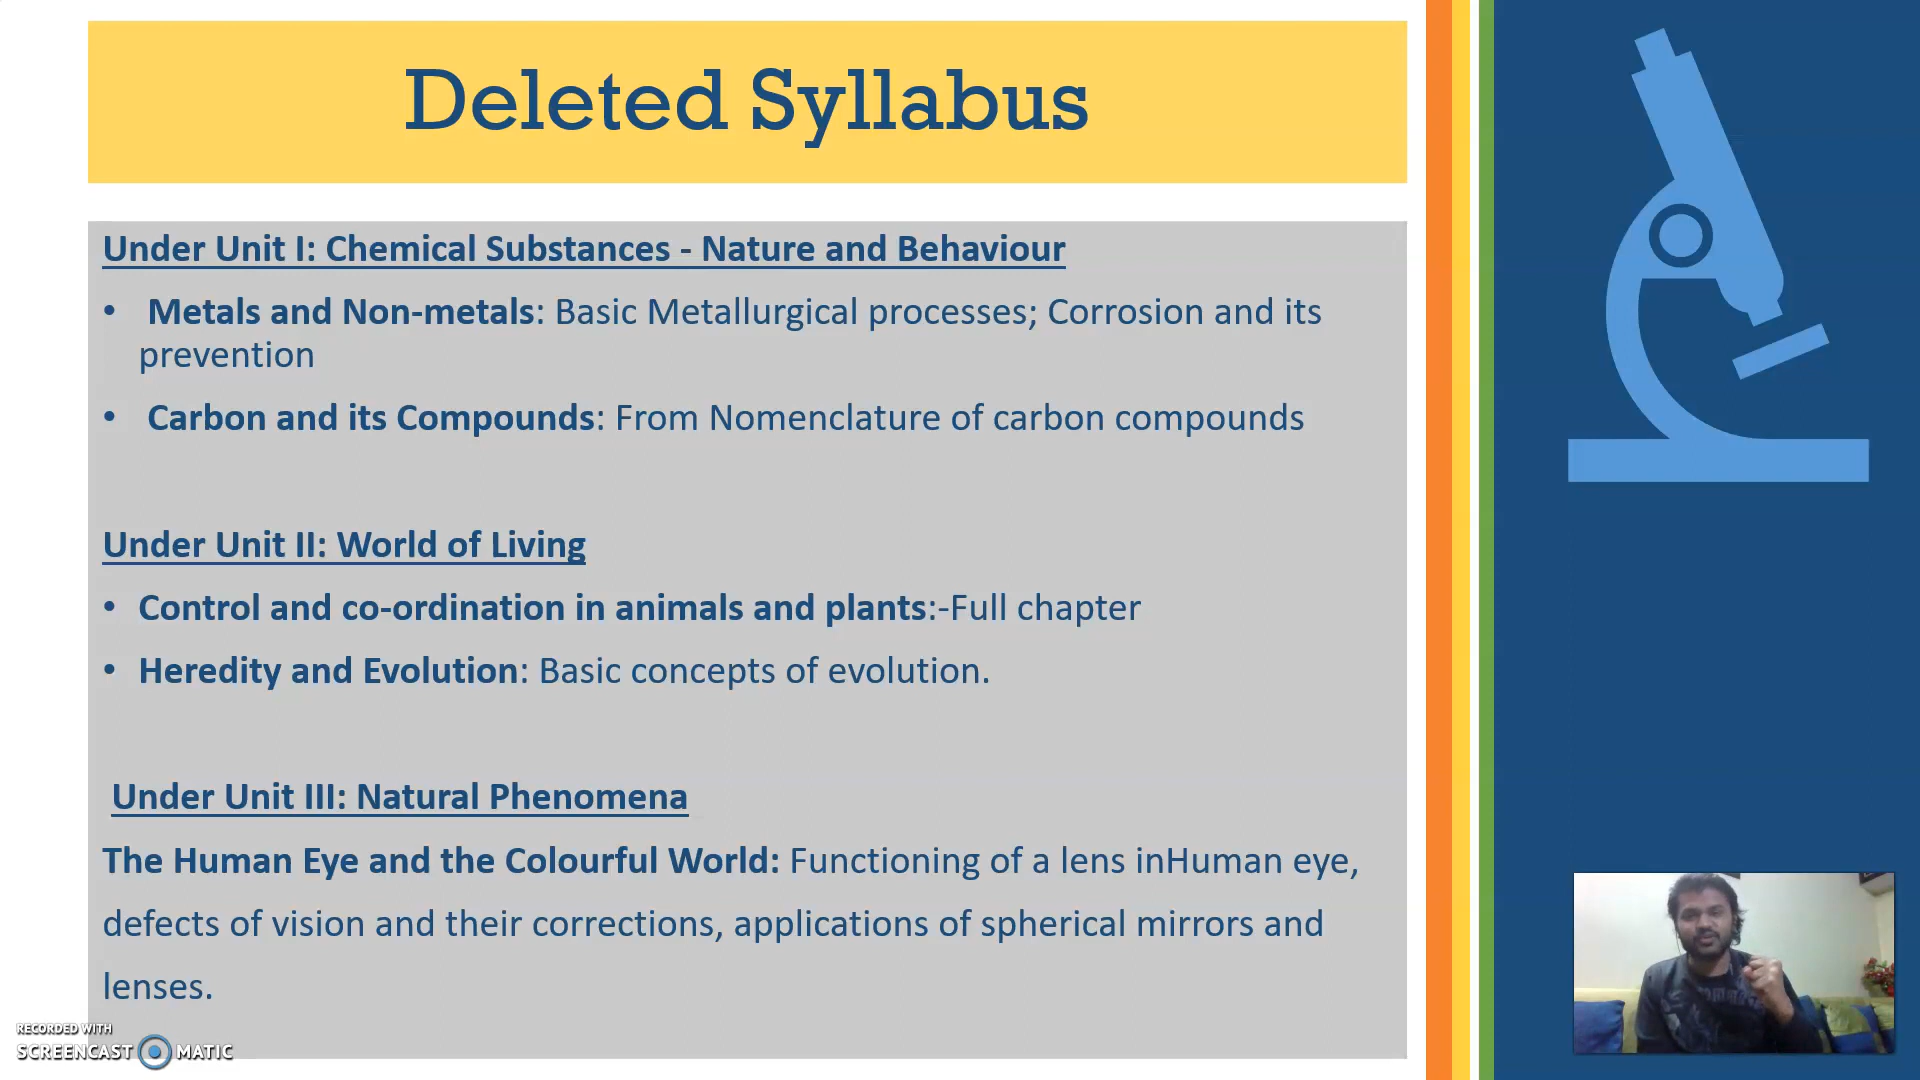 Deleted Syllabus
Under Unit I: Chemical Substances - Nature and Behaviour
• Metals and Non-metals: Basic Metallurgical processes; Corrosion and its
prevention
• Carbon and its Compounds: From Nomenclature of carbon compounds
Under Unit II: World of Living
• Control and co-ordination in animals and plants:-Full chapter
• Heredity and Evolution: Basic concepts of evolution.
Under Unit III: Natural Phenomena
The Human Eye and the Colourful World: Functioning of a lens inHuman eye,
defects of vision and their corrections, applications of spherical mirrors and
lenses.
RECORDED WITH
SCREENCAST MATIC